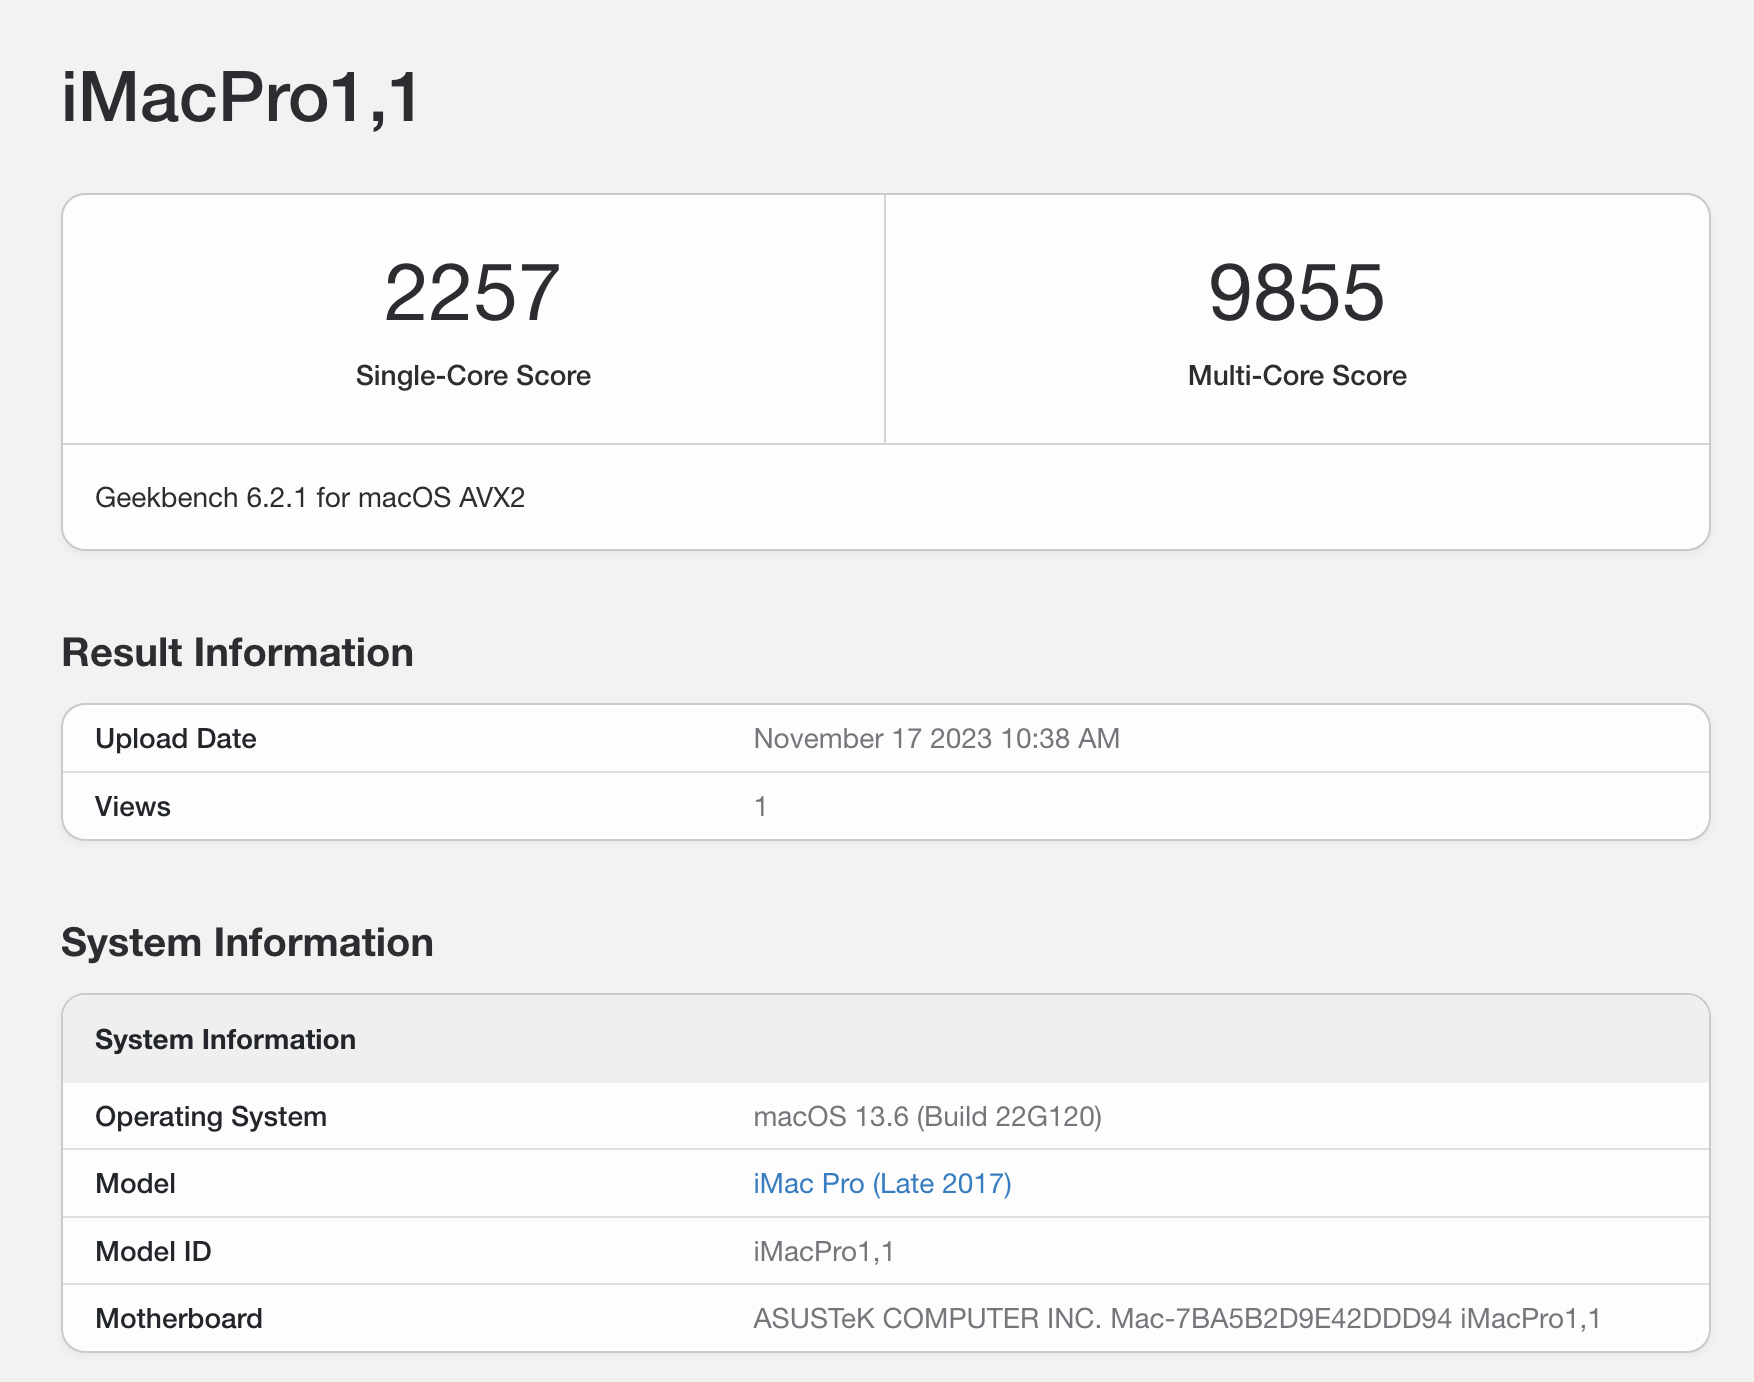 iMacPro1,1
2257
Single-Core Score
9855
Multi-Core Score
Geekbench 6.2.1 for macOS AVX2
Result Information
Upload Date November 17 2023 10:38 AM
Views 1
System Information
System Information
Operating System macOS 13.6 (Build 22G120)
Model iMac Pro (Late 2017)
Model ID iMacPro1,1
Motherboard ASUSTeK COMPUTER INC. Mac-7BA5B2D9E42DDD94 iMacPro1,1